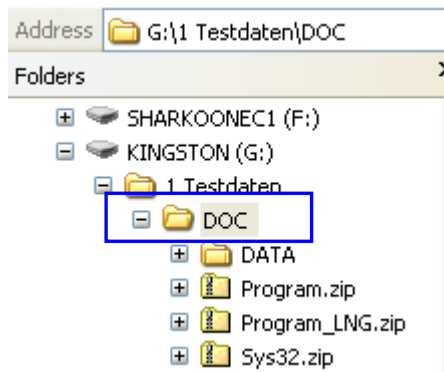 Address G:\1 Testdaten\DOC
Folders
SHARKOONEC1 (F:)
KINGSTON (G:)
1 Testdaten
DOC
DATA
Program.zip
Program_LNG.zip
Sys32.zip